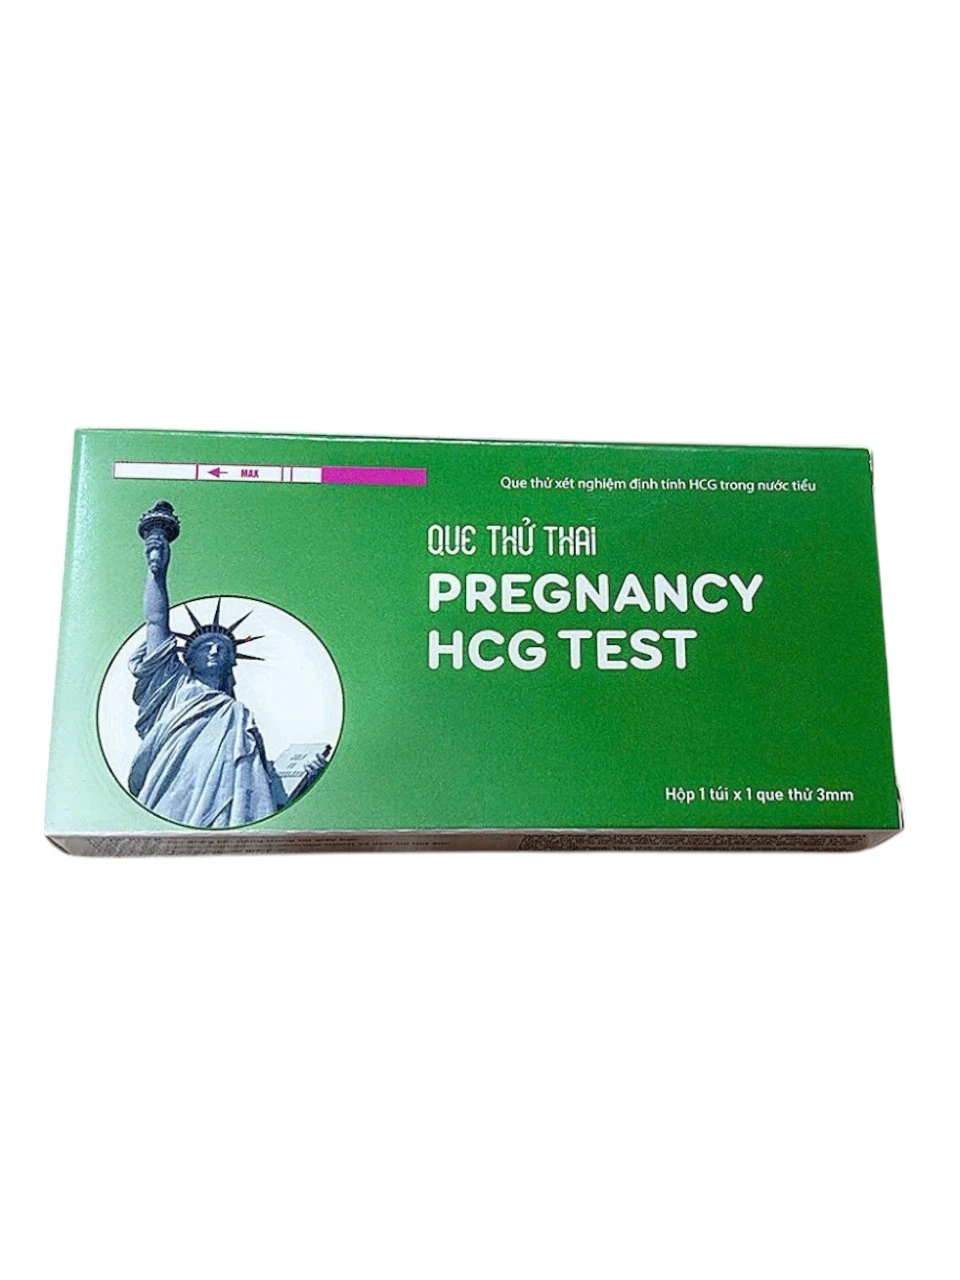 MAX
Que thử xét nghiệm định tính HCG trong nước tiểu
QUE THỬ THAI
PREGNANCY
HCG TEST
Hộp 1 túi x 1 que thử 3mm